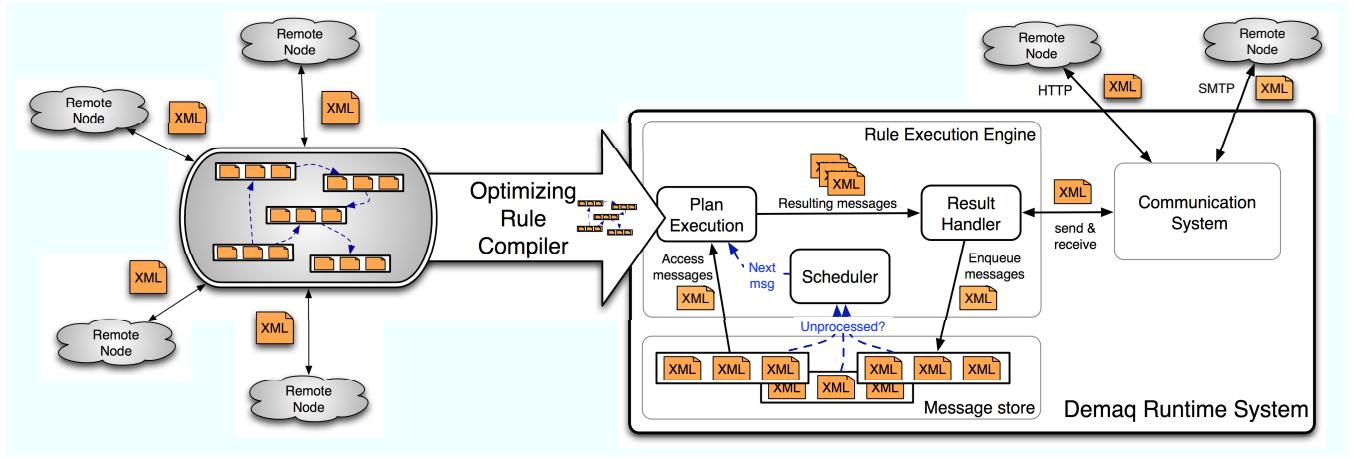 Remote
Node
XML
Remote
Node
XML
Remote
Node
XML
Remote
Node
XML
Remote
Node
Optimizing
Rule
Compiler
Remote
Node
Remote
Node
HTTP
XML
SMTP
XML
Rule Execution Engine
XML
XML
XML
Plan
Execution
Resulting messages
Result
Handler
XML
send &
receive
Communication
System
Access
messages
XML
Next
msg
Scheduler
Enqueue
messages
XML
Unprocessed?
XML XML XML
XML XML XML
XML XML XML
Message store
Demaq Runtime System